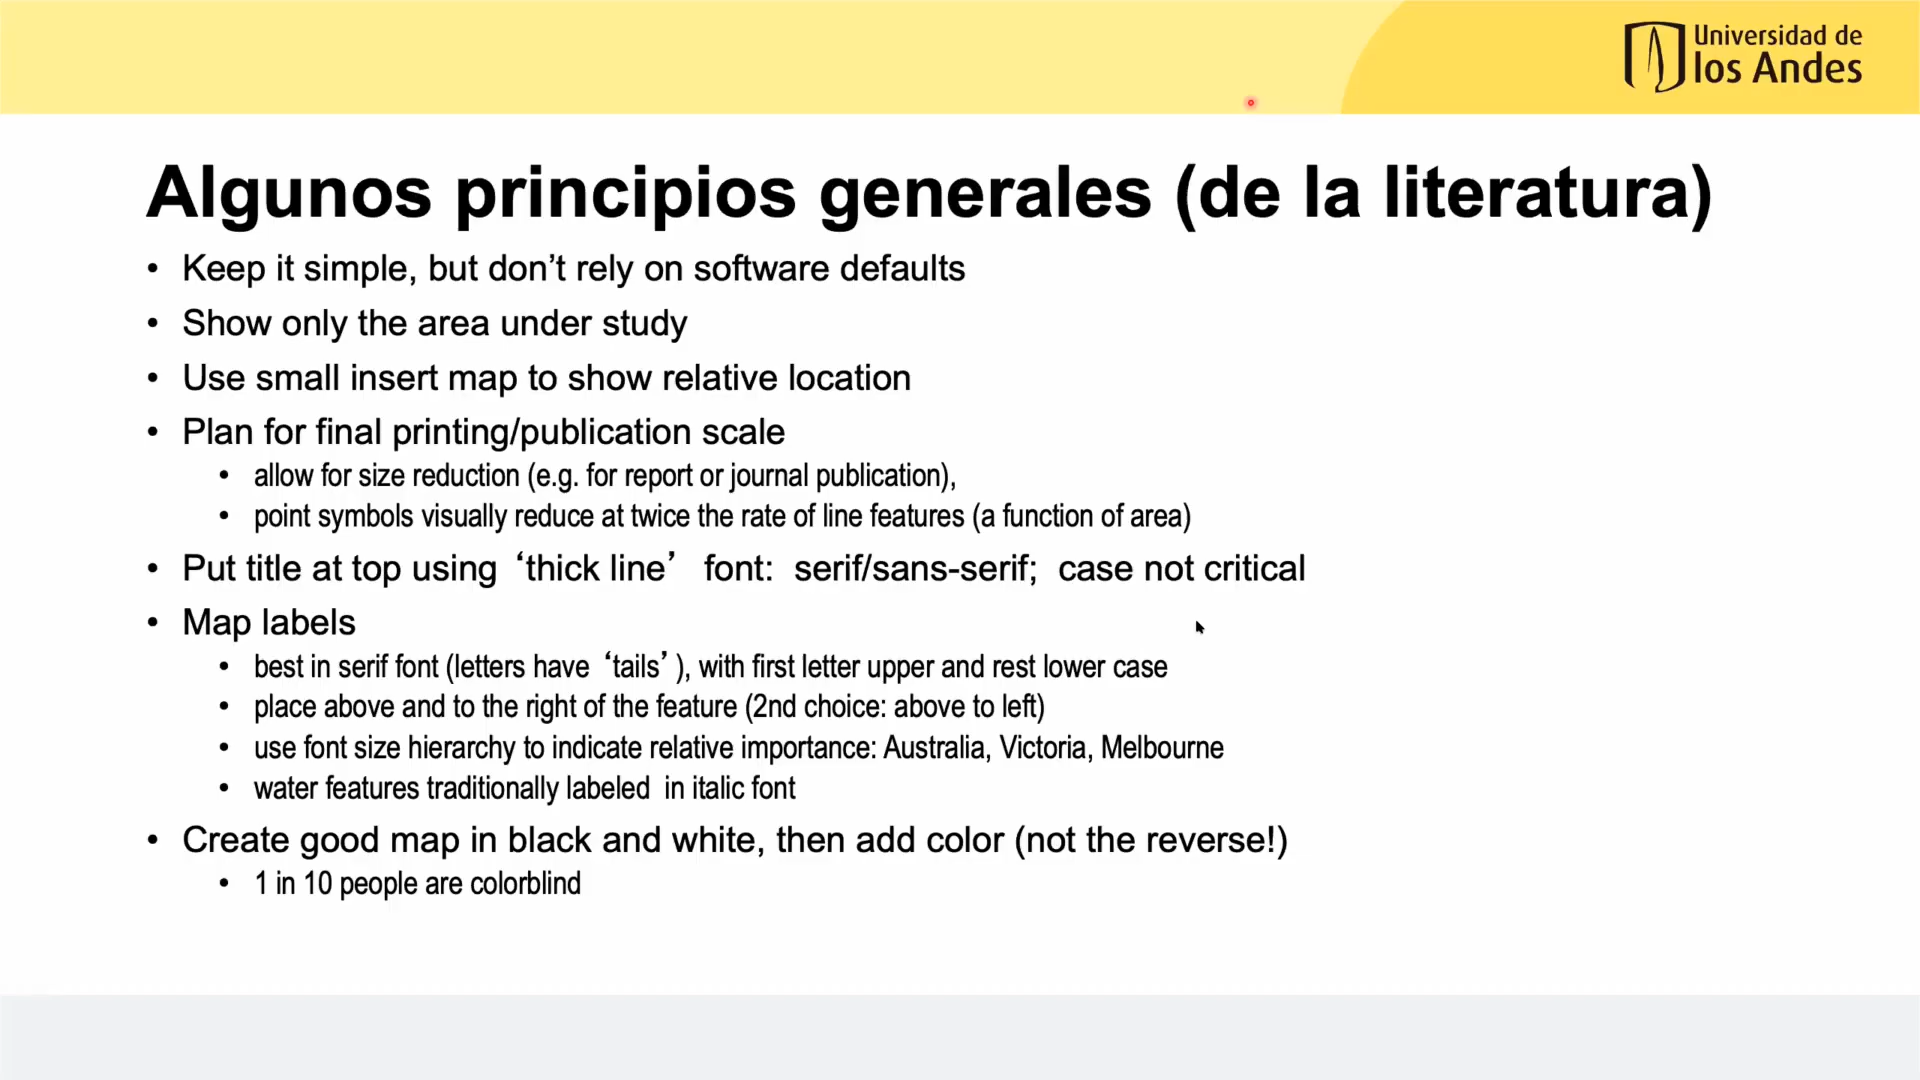 Universidad de
los Andes
Algunos principios generales (de la literatura)
• Keep it simple, but don’t rely on software defaults
• Show only the area under study
• Use small insert map to show relative location
• Plan for final printing/publication scale
• allow for size reduction (e.g. for report or journal publication),
• point symbols visually reduce at twice the rate of line features (a function of area)
• Put title at top using ‘thick line’ font: serif/sans-serif; case not critical
• Map labels
• best in serif font (letters have ‘tails’), with first letter upper and rest lower case
• place above and to the right of the feature (2nd choice: above to left)
• use font size hierarchy to indicate relative importance: Australia, Victoria, Melbourne
• water features traditionally labeled in italic font
• Create good map in black and white, then add color (not the reverse!)
• 1 in 10 people are colorblind